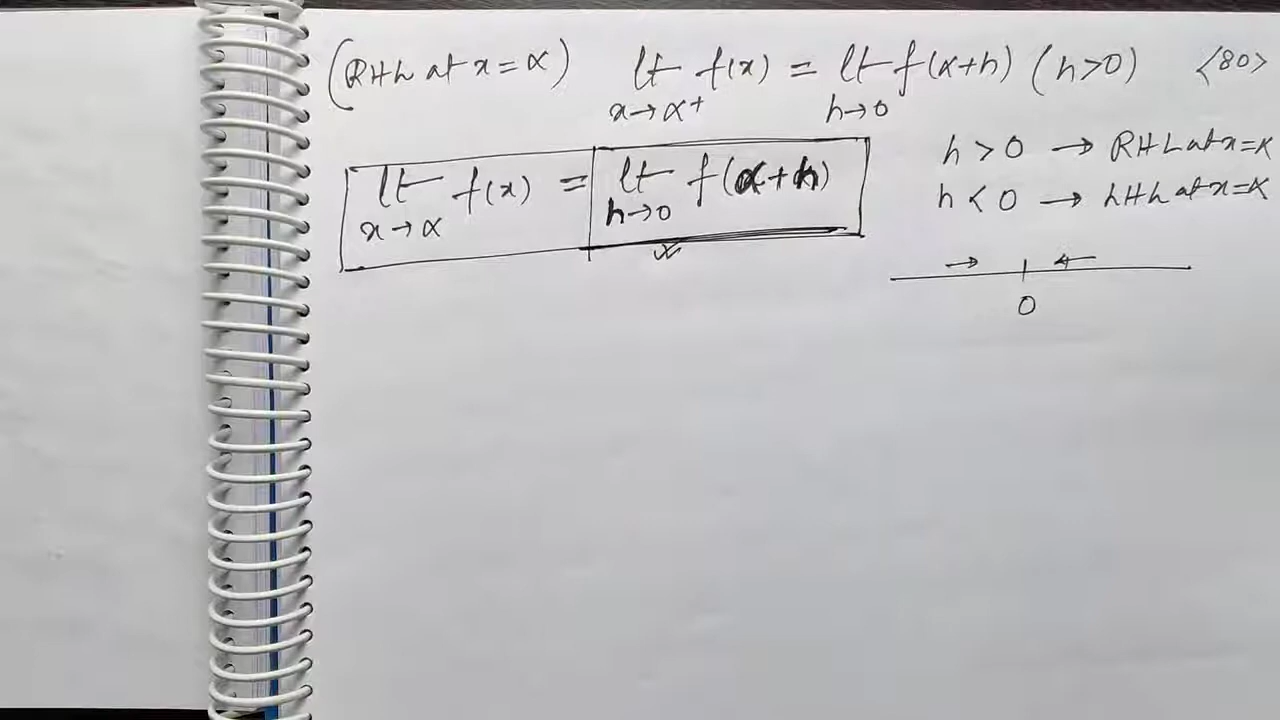 (RHL at x = α) lt f(x) = lt f(α+h) (h>0) <80>
x→α+ h→0
h > 0 → RHL at x=α
lt f(x) = lt f(α+h)
x→α h→0
h < 0 → LHL at x=α
→ ←
0